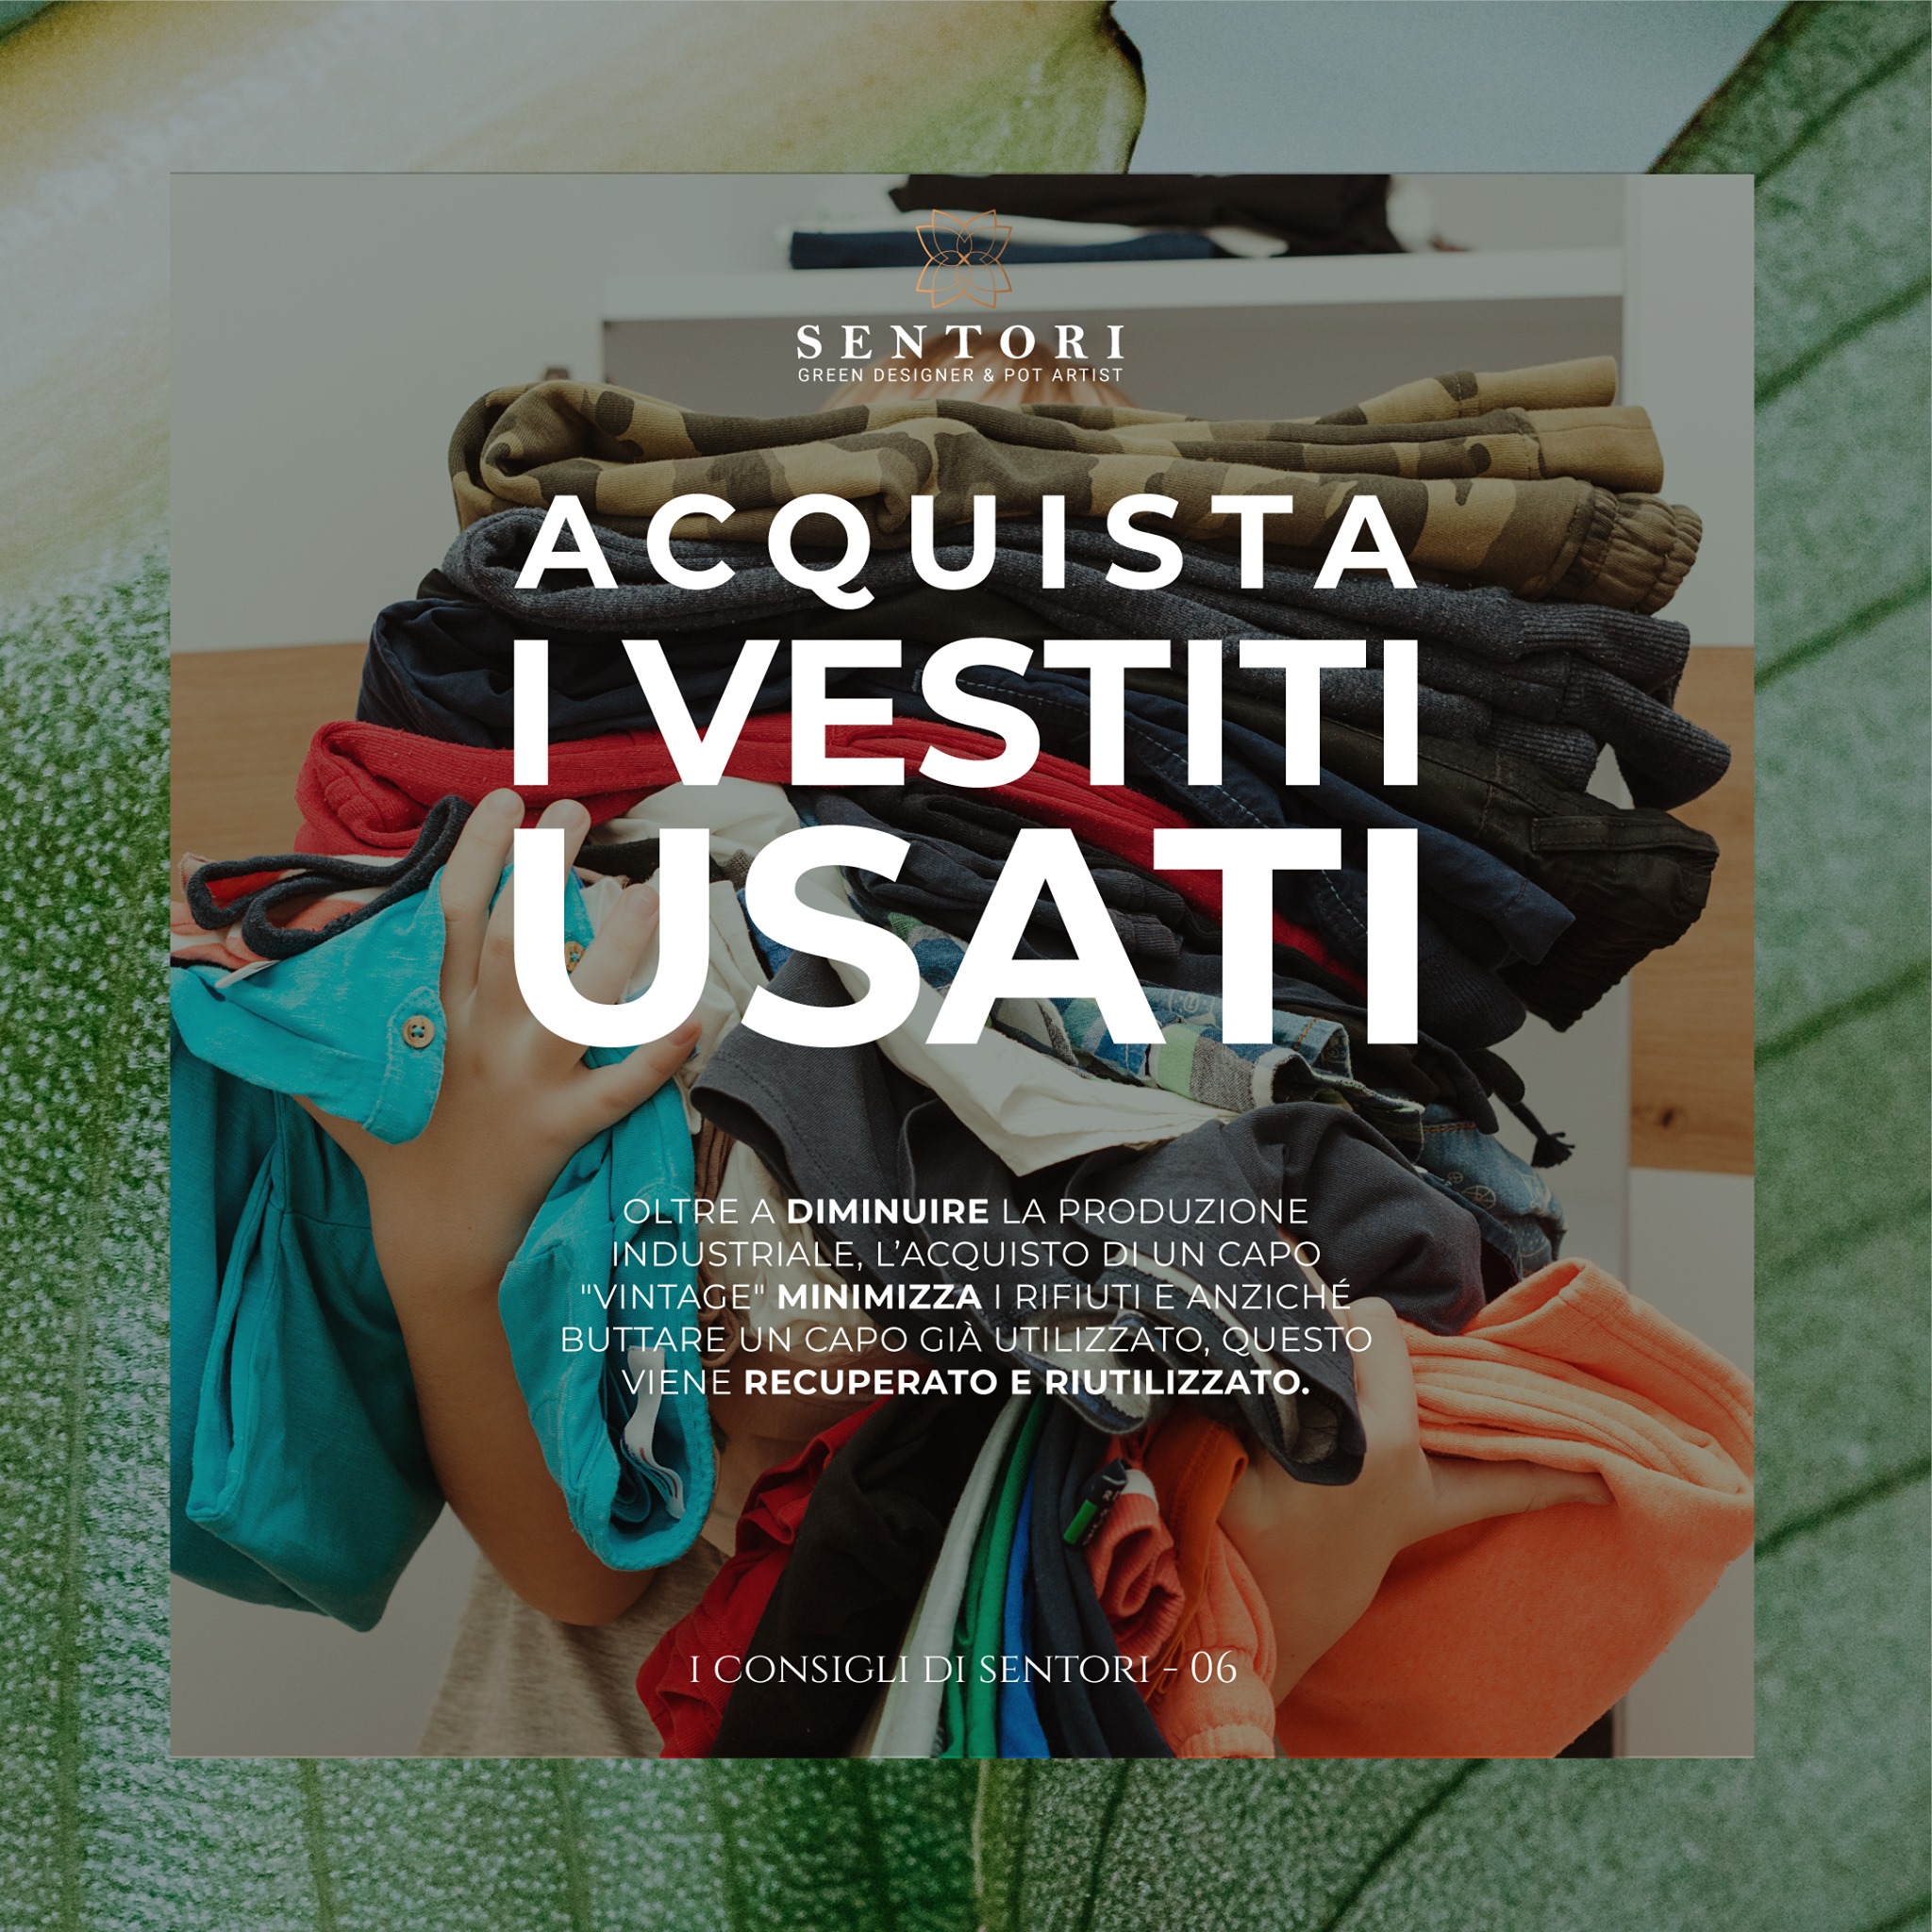 SENTORI
GREEN DESIGNER & POT ARTIST
ACQUISTA
I VESTITI
USATI
OLTRE A DIMINUIRE LA PRODUZIONE
INDUSTRIALE, L'ACQUISTO DI UN CAPO
"VINTAGE" MINIMIZZA I RIFIUTI E ANZICHÉ
BUTTARE UN CAPO GIÀ UTILIZZATO, QUESTO
VIENE RECUPERATO E RIUTILIZZATO.
I CONSIGLI DI SENTORI - 06